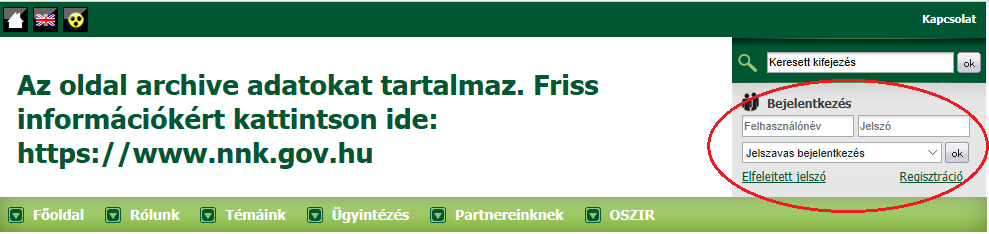 Kapcsolat
Az oldal archive adatokat tartalmaz. Friss
információkért kattintson ide:
https://www.nnk.gov.hu
Keresett kifejezés
ok
Bejelentkezés
Felhasználónév Jelszó
Jelszavas bejelentkezés ok
Elfelejtett jelszó Regisztráció
Főoldal Rólunk Témáink Ügyintézés Partnereinknek OSZIR